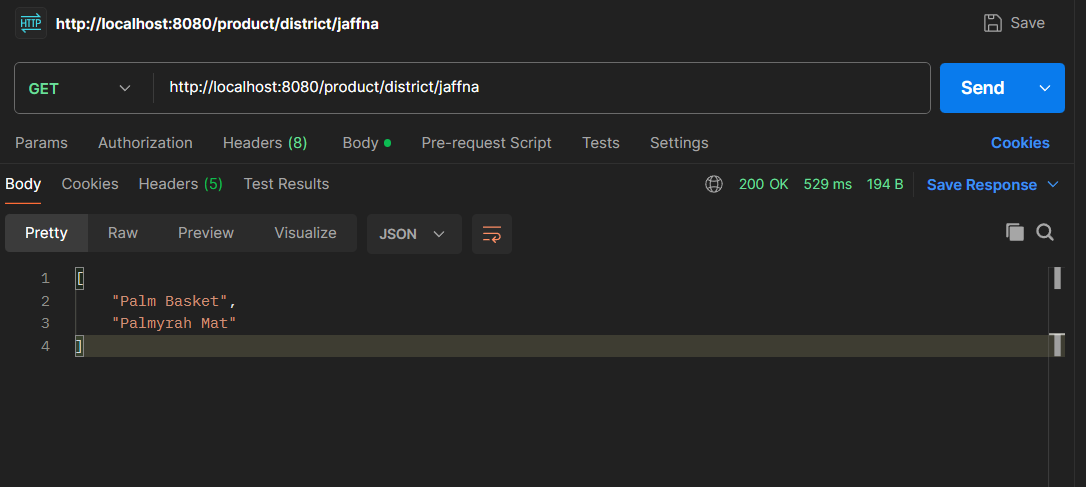 HTTP http://localhost:8080/product/district/jaffna Save
GET http://localhost:8080/product/district/jaffna Send
Params Authorization Headers (8) Body Pre-request Script Tests Settings Cookies
Body Cookies Headers (5) Test Results 200 OK 529 ms 194 B Save Response
Pretty Raw Preview Visualize JSON
1 [
2 "Palm Basket",
3 "Palmyrah Mat"
4 ]